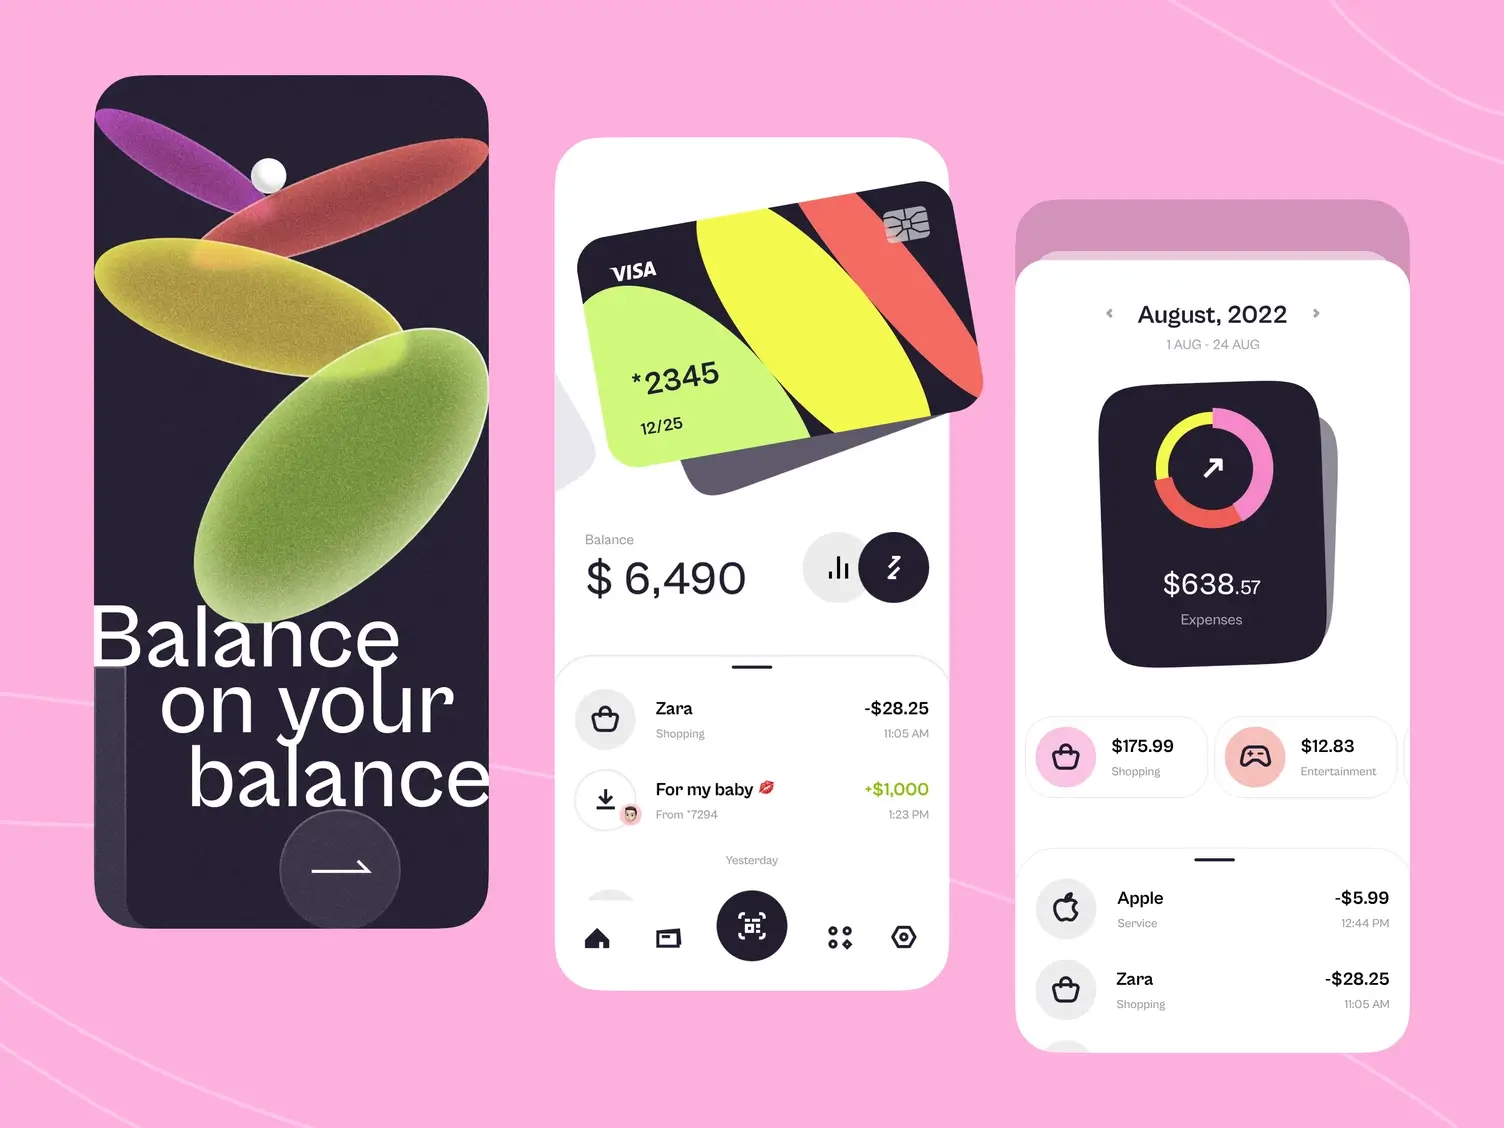 Balance
on your
balance
VISA
*2345
12/25
Balance
$ 6,490
Zara
-$28.25
Shopping
11:05 AM
For my baby 💋
+$1,000
From *7294
1:23 PM
Yesterday
August, 2022
1 AUG - 24 AUG
$638.57
Expenses
$175.99
Shopping
$12.83
Entertainment
Apple
-$5.99
Service
12:44 PM
Zara
-$28.25
Shopping
11:05 AM